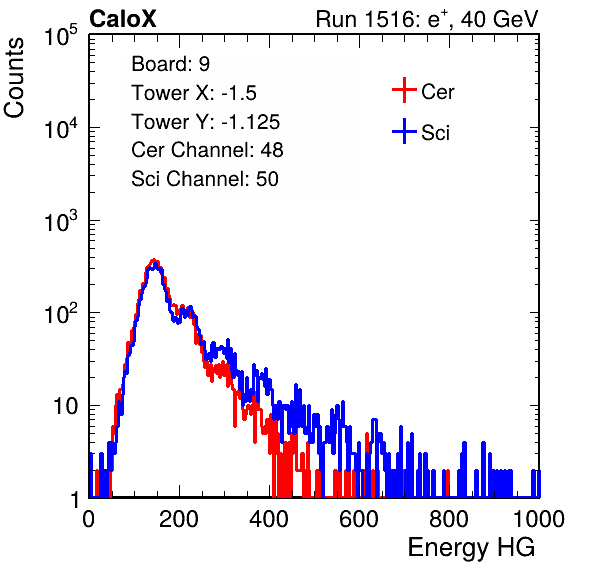 CaloX Run 1516: e⁺, 40 GeV
Counts
10⁵
10⁴
10³
10²
10
1
Board: 9
Tower X: -1.5
Tower Y: -1.125
Cer Channel: 48
Sci Channel: 50
Cer
Sci
0 200 400 600 800 1000
Energy HG